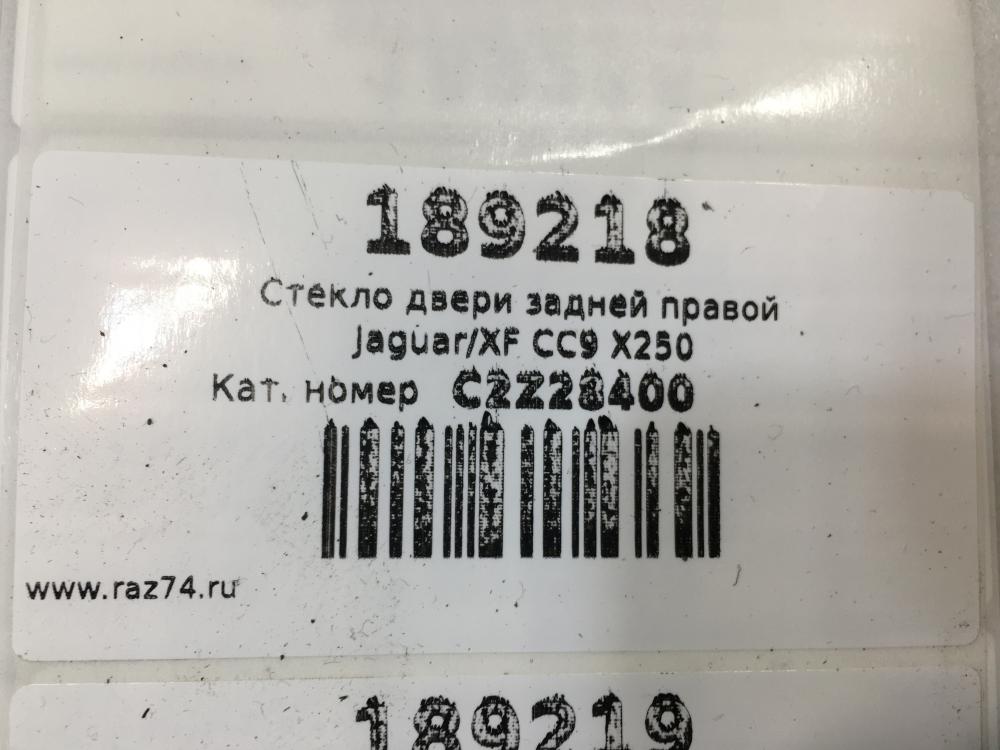 189218
Стекло двери задней правой
Jaguar/XF CC9 X250
Кат. номер C2Z28400
www.raz74.ru
189219